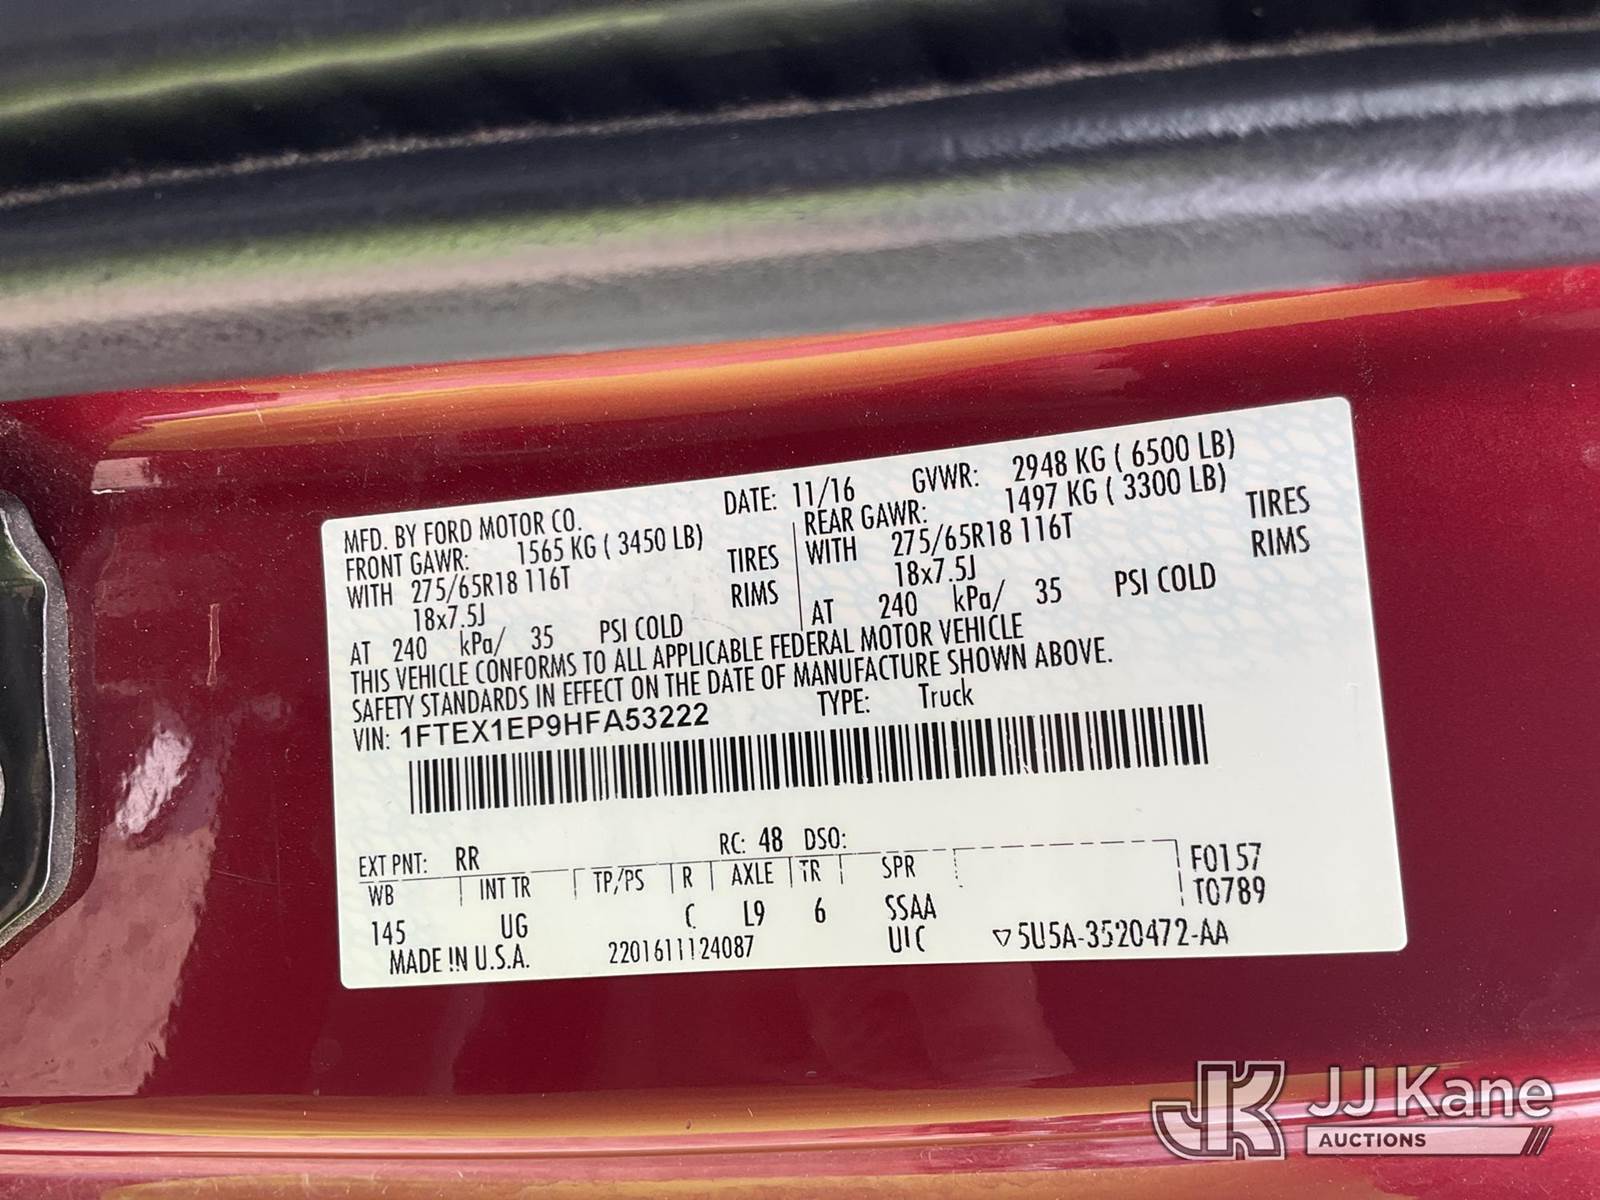 MFD. BY FORD MOTOR CO. DATE: 11/16 GVWR: 2948 KG ( 6500 LB)
FRONT GAWR: 1565 KG ( 3450 LB) REAR GAWR: 1497 KG ( 3300 LB)
WITH 275/65R18 116T TIRES WITH 275/65R18 116T TIRES
18x7.5J RIMS 18x7.5J RIMS
AT 240 kPa/ 35 PSI COLD AT 240 kPa/ 35 PSI COLD
THIS VEHICLE CONFORMS TO ALL APPLICABLE FEDERAL MOTOR VEHICLE
SAFETY STANDARDS IN EFFECT ON THE DATE OF MANUFACTURE SHOWN ABOVE.
VIN: 1FTEX1EP9HFA53222 TYPE: Truck
EXT PNT: RR RC: 48 DSO:
WB INT TR TP/PS R AXLE TR SPR F0157
145 UG C L9 6 SSAA T0789
MADE IN U.S.A. 2201611124087 UIC ▽5U5A-3520472-AA
JK JJ Kane
AUCTIONS